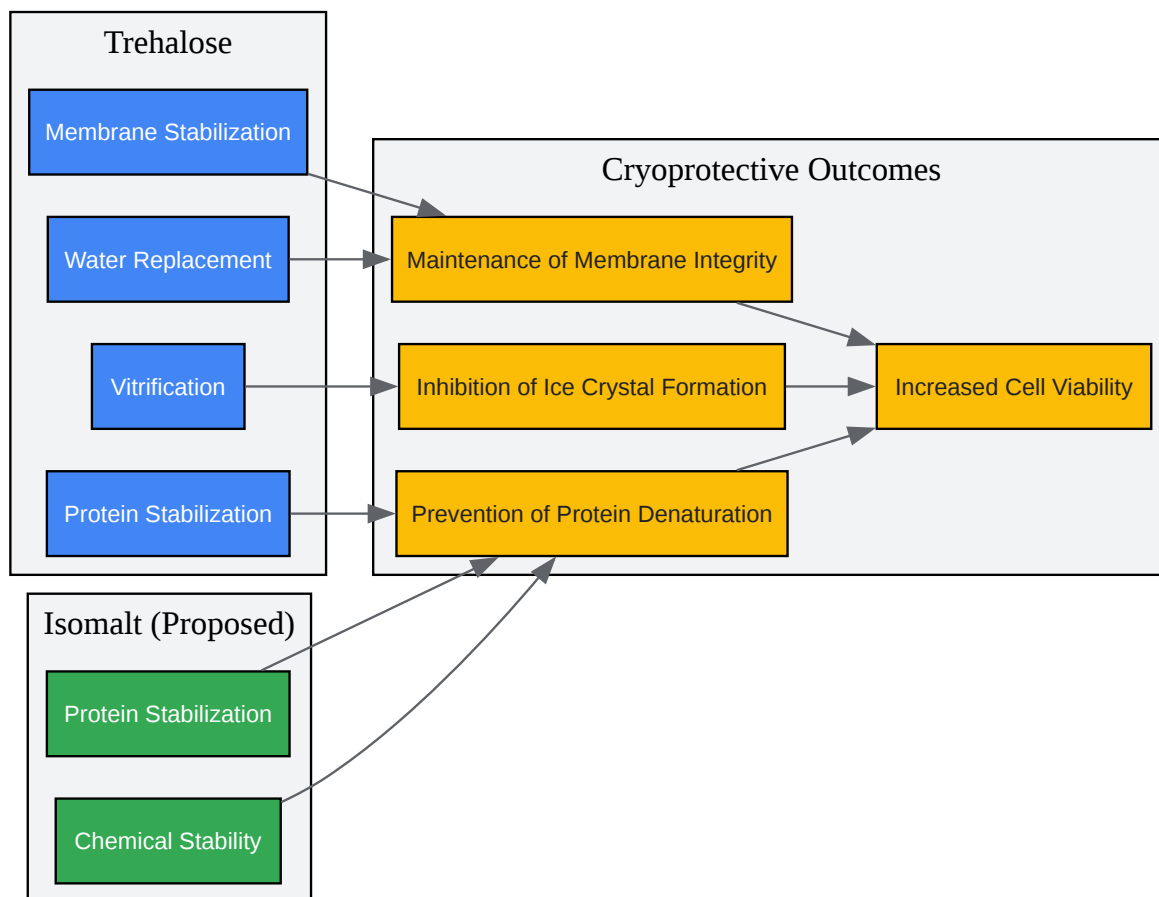 Trehalose
Membrane Stabilization
Water Replacement
Vitrification
Protein Stabilization
Cryoprotective Outcomes
Maintenance of Membrane Integrity
Inhibition of Ice Crystal Formation
Prevention of Protein Denaturation
Increased Cell Viability
Isomalt (Proposed)
Protein Stabilization
Chemical Stability